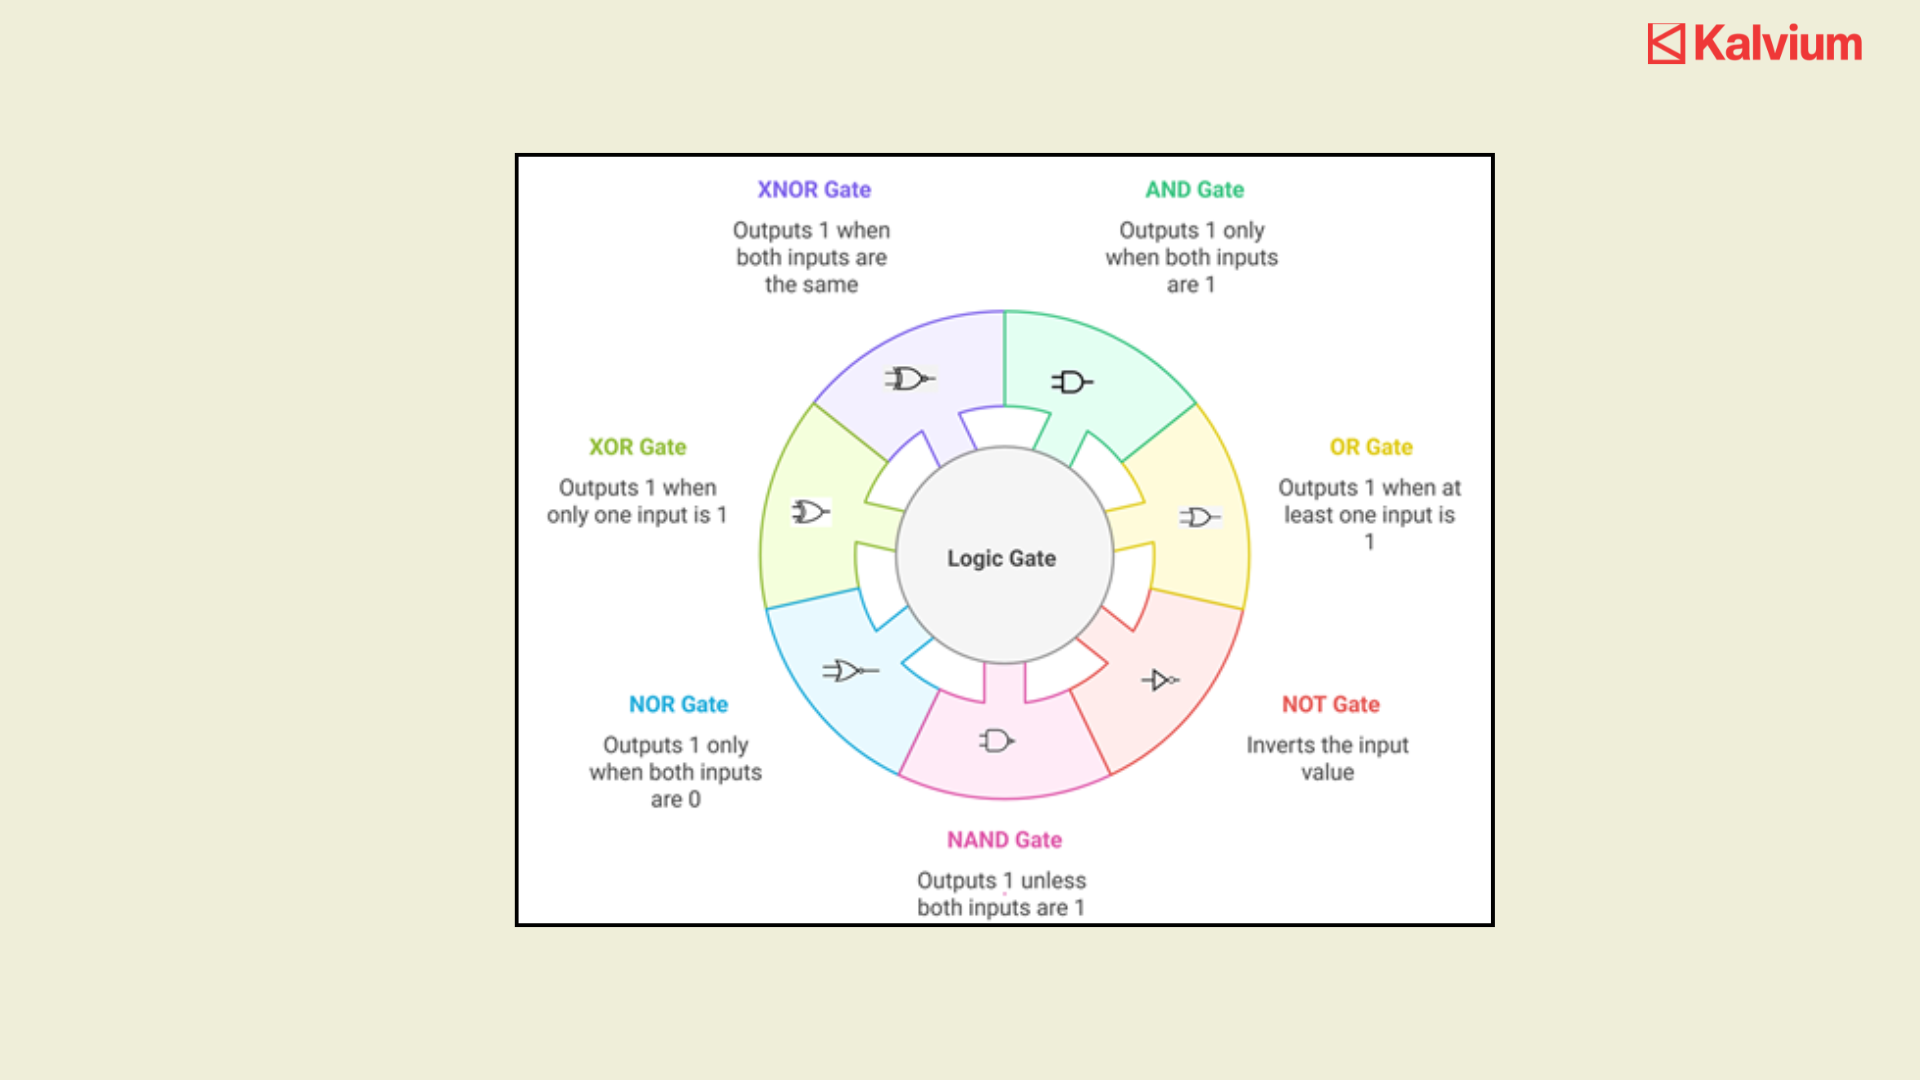 Kalvium
XNOR Gate
Outputs 1 when
both inputs are
the same
AND Gate
Outputs 1 only
when both inputs
are 1
XOR Gate
Outputs 1 when
only one input is 1
OR Gate
Outputs 1 when at
least one input is
1
Logic Gate
NOR Gate
Outputs 1 only
when both inputs
are 0
NOT Gate
Inverts the input
value
NAND Gate
Outputs 1 unless
both inputs are 1